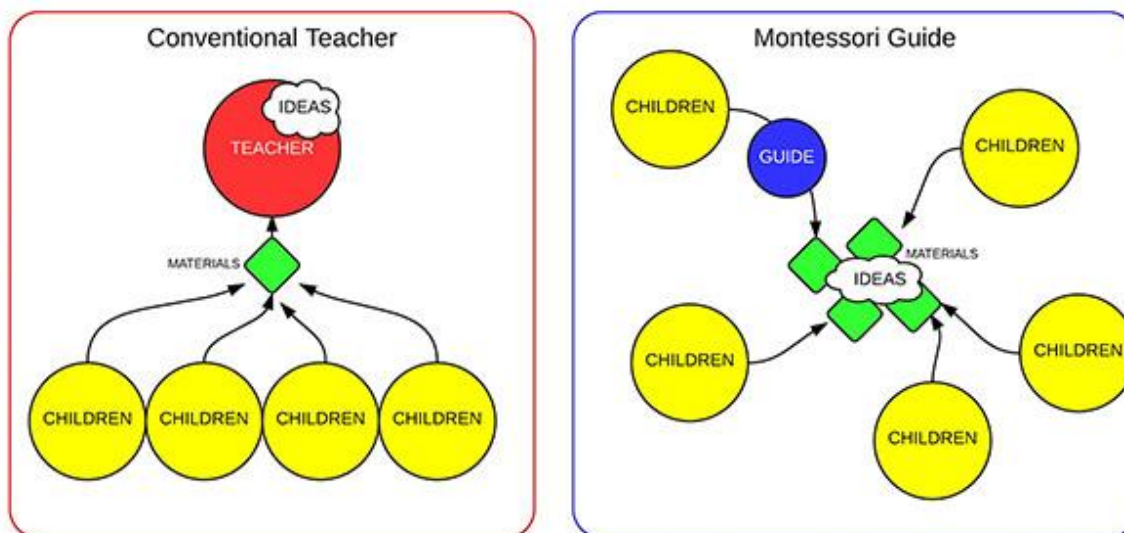 Conventional Teacher
IDEAS
TEACHER
MATERIALS
CHILDREN
CHILDREN
CHILDREN
CHILDREN
Montessori Guide
CHILDREN
GUIDE
CHILDREN
MATERIALS
IDEAS
CHILDREN
CHILDREN
CHILDREN